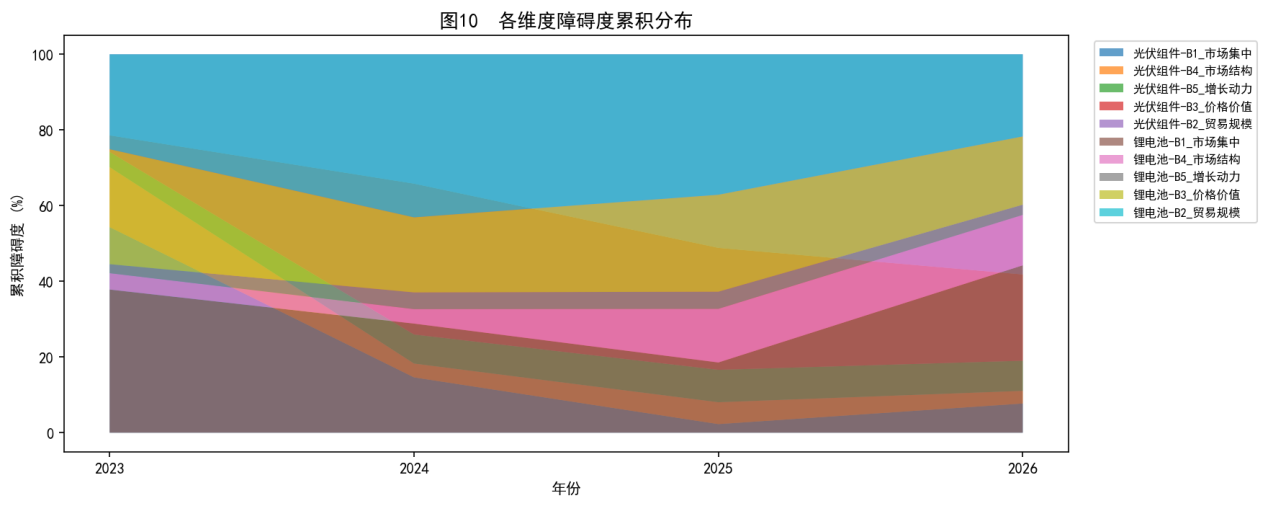 图10  各维度障碍度累积分布
累积障碍度 (%)
100
80
60
40
20
0
2023
2024
2025
2026
年份
光伏组件-B1_市场集中
光伏组件-B4_市场结构
光伏组件-B5_增长动力
光伏组件-B3_价格价值
光伏组件-B2_贸易规模
锂电池-B1_市场集中
锂电池-B4_市场结构
锂电池-B5_增长动力
锂电池-B3_价格价值
锂电池-B2_贸易规模